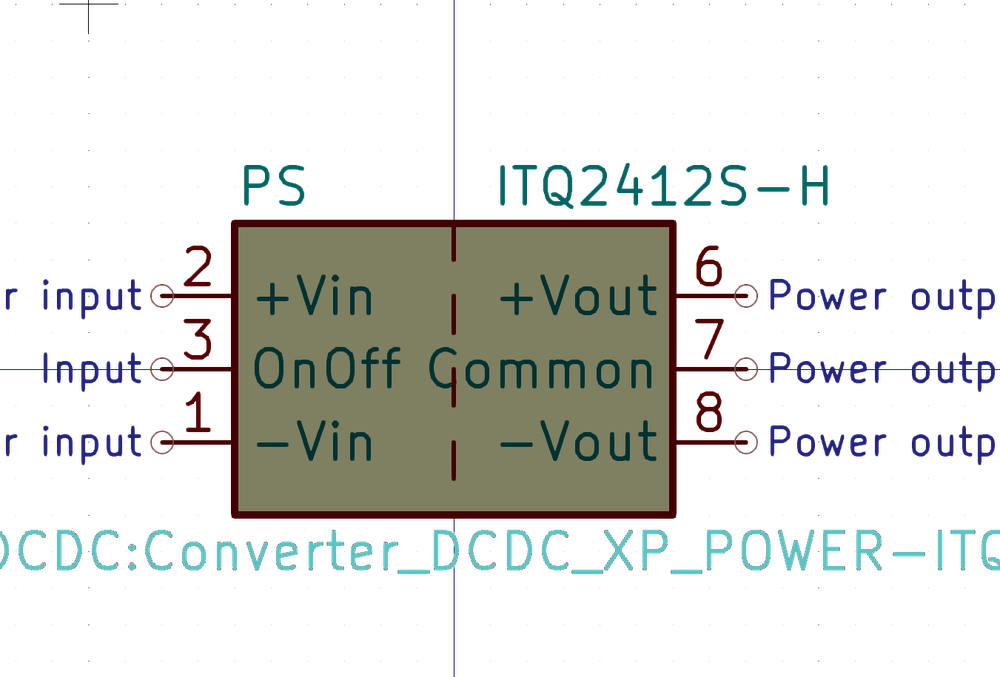 PS ITQ2412S-H
r input 2 +Vin +Vout 6 Power outp
Input 3 OnOff Common 7 Power outp
r input 1 -Vin -Vout 8 Power outp
DCDC:Converter_DCDC_XP_POWER-ITQ